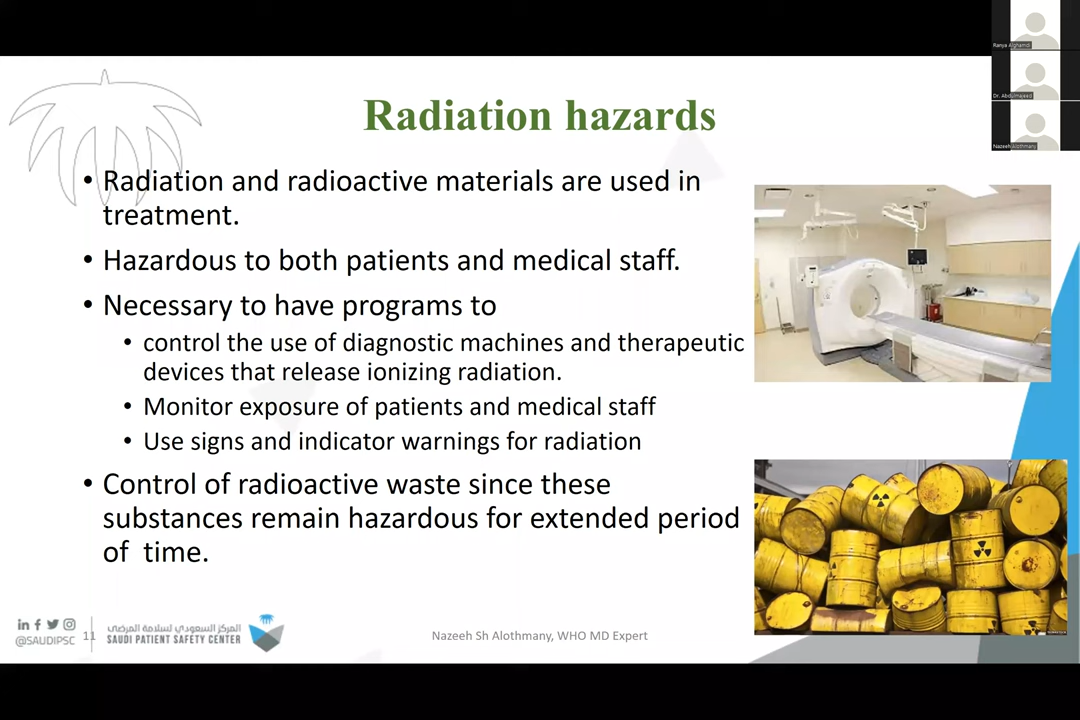 Radiation hazards
• Radiation and radioactive materials are used in
treatment.
• Hazardous to both patients and medical staff.
• Necessary to have programs to
• control the use of diagnostic machines and therapeutic
devices that release ionizing radiation.
• Monitor exposure of patients and medical staff
• Use signs and indicator warnings for radiation
• Control of radioactive waste since these
substances remain hazardous for extended period
of time.
Ranya Alghamdi
Dr. Abdulmajeed
Nazeeh Alothmany
@SAUDIPSC
11
المركز السعودي لسلامة المرضى
SAUDI PATIENT SAFETY CENTER
Nazeeh Sh Alothmany, WHO MD Expert